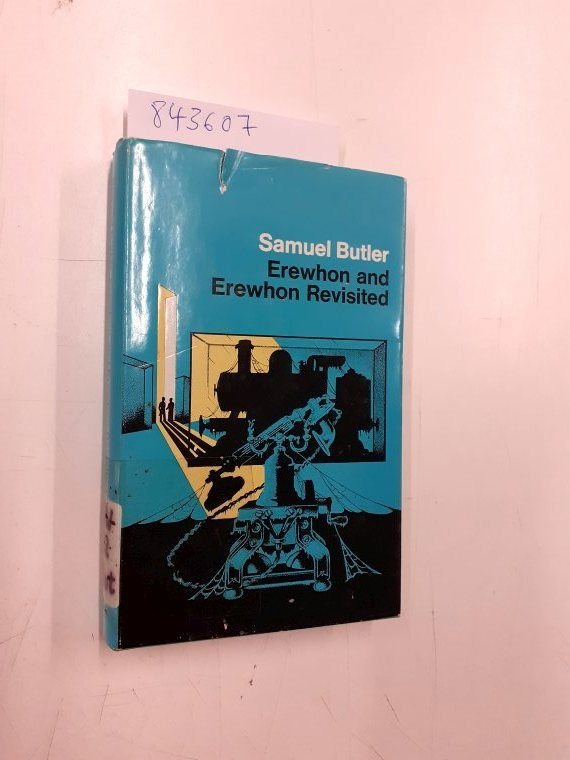 843607
Samuel Butler
Erewhon and
Erewhon Revisited